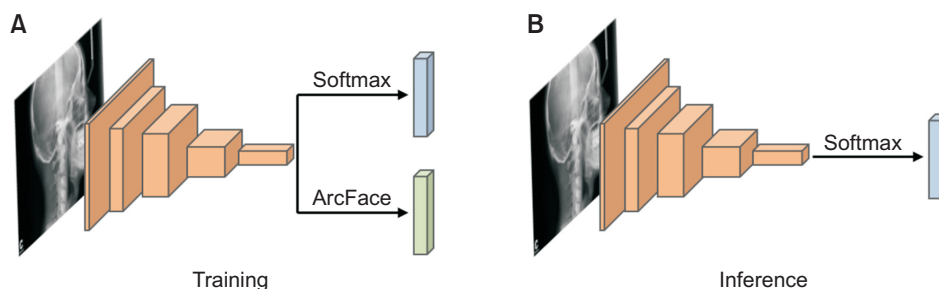 A
B
Softmax
ArcFace
Softmax
C
C
Training
Inference